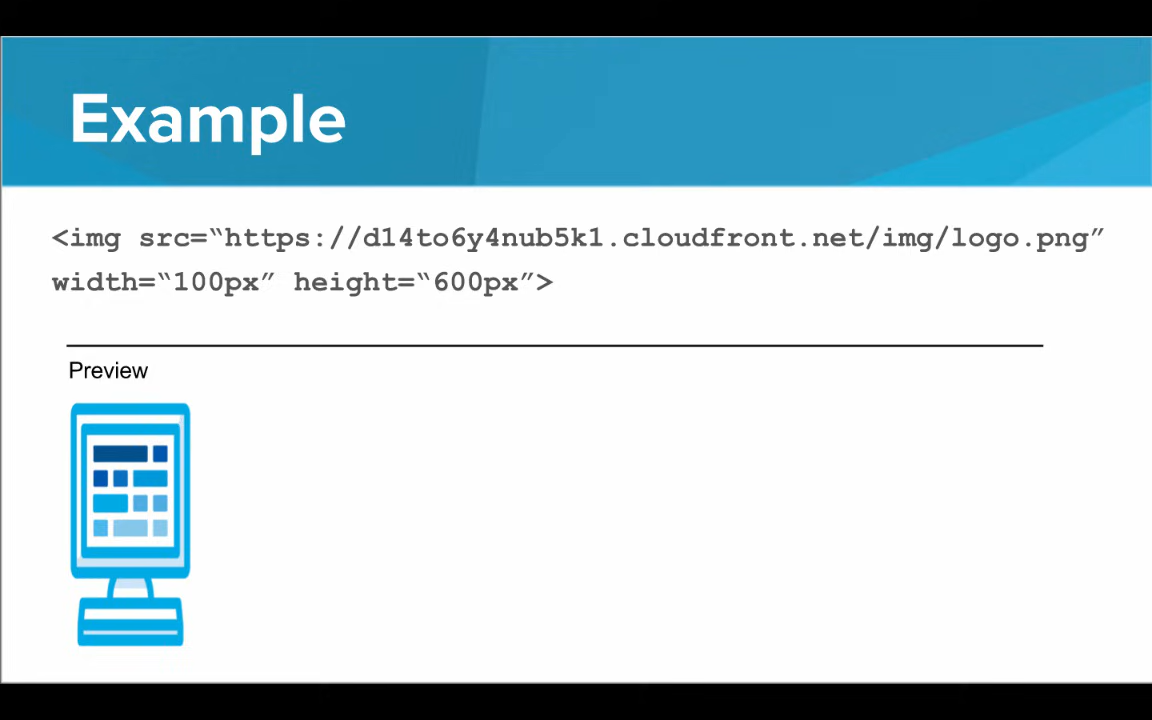 Example
<img src=“https://d14to6y4nub5k1.cloudfront.net/img/logo.png”
width=“100px” height=“600px”>
Preview